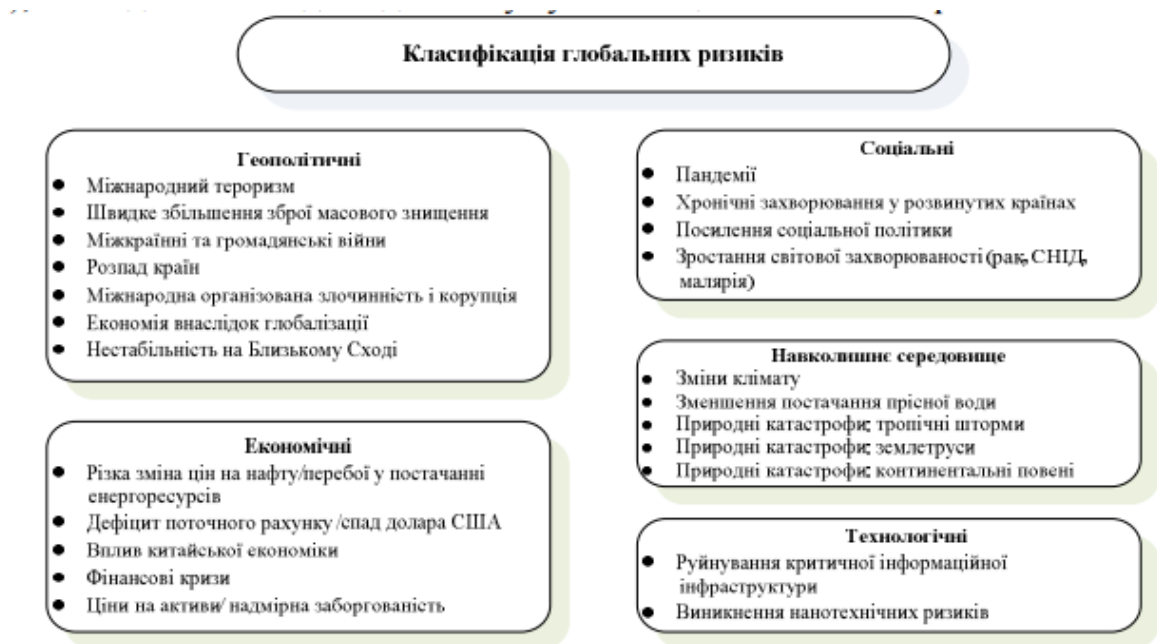 Класифікація глобальних ризиків
Геополітичні
• Міжнародний тероризм
• Швидке збільшення зброї масового знищення
• Міжкраїнні та громадянські війни
• Розпад країн
• Міжнародна організована злочинність і корупція
• Економія внаслідок глобалізації
• Нестабільність на Близькому Сході
Економічні
• Різка зміна цін на нафту/перебої у постачанні
енергоресурсів
• Дефіцит поточного рахунку/спад долара США
• Вплив китайської економіки
• Фінансові кризи
• Ціни на активи/ надмірна заборгованість
Соціальні
• Пандемії
• Хронічні захворювання у розвинутих країнах
• Посилення соціальної політики
• Зростання світової захворюваності (рак, СНІД,
малярія)
Навколишнє середовище
• Зміни клімату
• Зменшення постачання прісної води
• Природні катастрофи: тропічні шторми
• Природні катастрофи: землетруси
• Природні катастрофи: континентальні повені
Технологічні
• Руйнування критичної інформаційної
інфраструктури
• Виникнення нанотехнічних ризиків